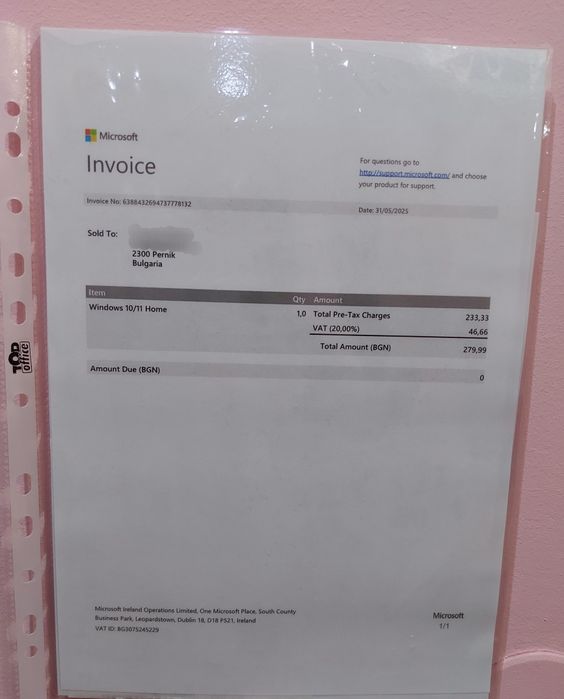 Microsoft
Invoice
For questions go to
http://support.microsoft.com/ and choose
your product for support.
Invoice No: 6388432694737778132
Date: 31/05/2025
Sold To:
2300 Pernik
Bulgaria
Item Qty Amount
Windows 10/11 Home 1,0 Total Pre-Tax Charges 233,33
VAT (20,00%) 46,66
Total Amount (BGN) 279,99
Amount Due (BGN) 0
TOP office
Microsoft Ireland Operations Limited, One Microsoft Place, South County
Business Park, Leopardstown, Dublin 18, D18 P521, Ireland
VAT ID: BG3075245229
Microsoft
1/1